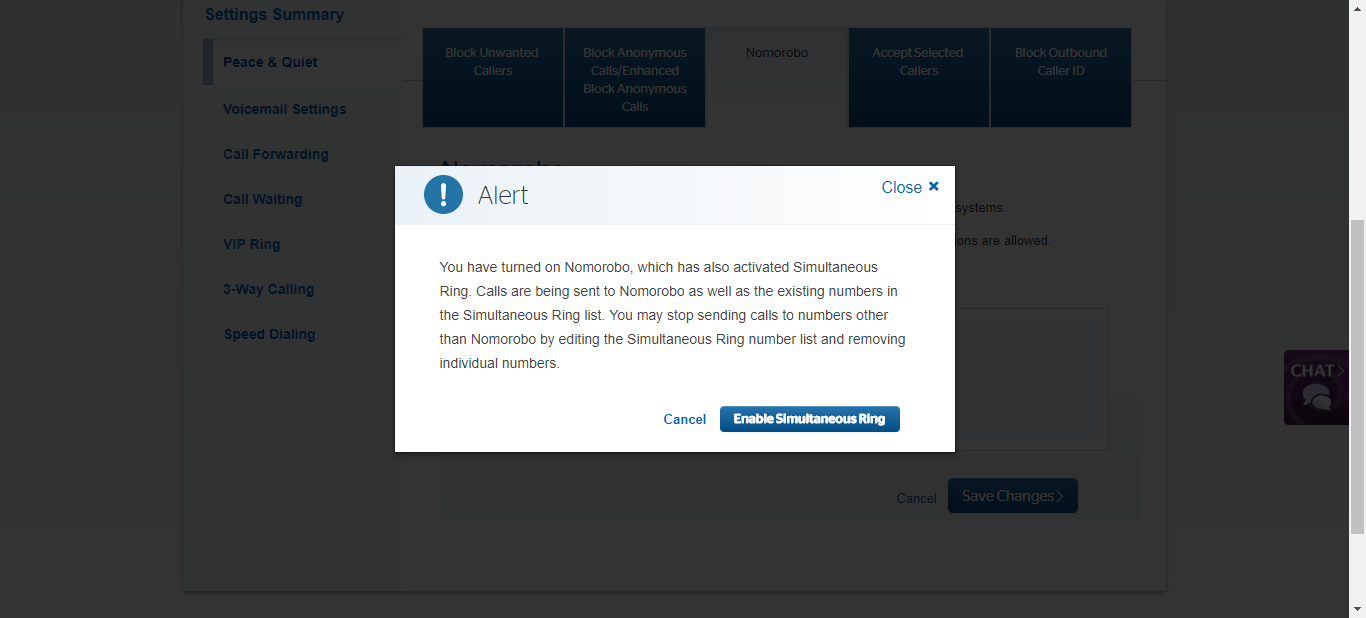 Settings Summary
Peace & Quiet
Voicemail Settings
Call Forwarding
Call Waiting
VIP Ring
3-Way Calling
Speed Dialing
Block Unwanted
Callers
Block Anonymous
Calls/Enhanced
Block Anonymous
Calls
Nomorobo
Accept Selected
Callers
Block Outbound
Caller ID
systems.
are allowed.
Alert
Close ✖
You have turned on Nomorobo, which has also activated Simultaneous
Ring. Calls are being sent to Nomorobo as well as the existing numbers in
the Simultaneous Ring list. You may stop sending calls to numbers other
than Nomorobo by editing the Simultaneous Ring number list and removing
individual numbers.
Cancel
Enable Simultaneous Ring
Cancel
Save Changes >
CHAT >